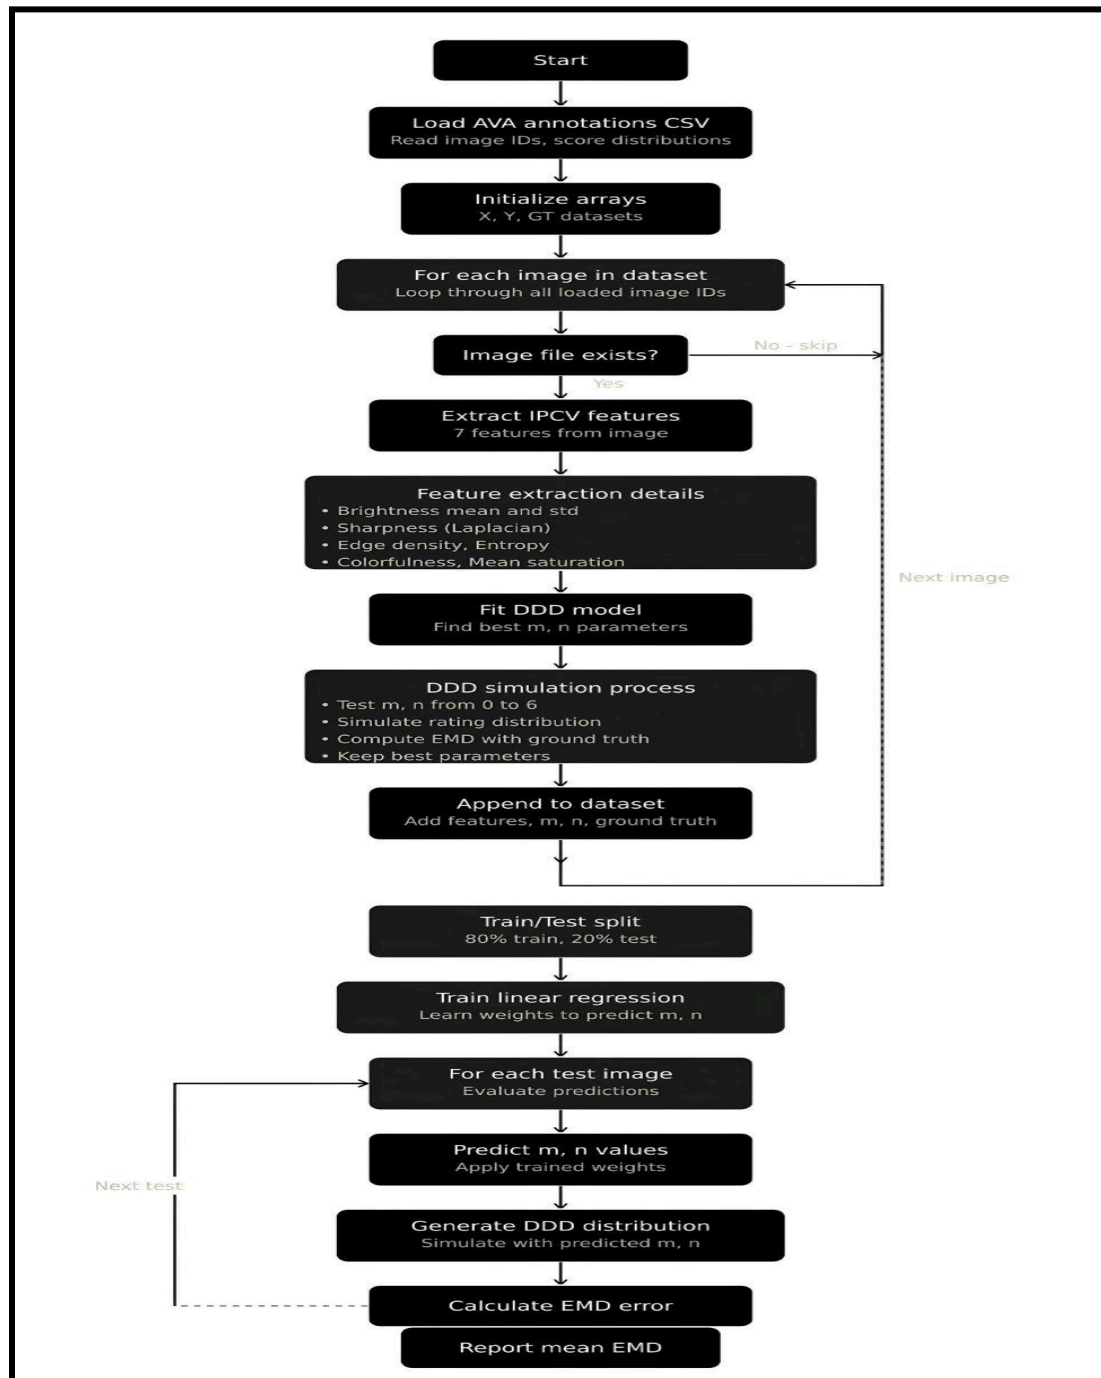 Start
Load AVA annotations CSV
Read image IDs, score distributions
Initialize arrays
X, Y, GT datasets
For each image in dataset
Loop through all loaded image IDs
Image file exists?
No - skip
Yes
Extract IPCV features
7 features from image
Feature extraction details
• Brightness mean and std
• Sharpness (Laplacian)
• Edge density, Entropy
• Colorfulness, Mean saturation
Next image
Fit DDD model
Find best m, n parameters
DDD simulation process
• Test m, n from 0 to 6
• Simulate rating distribution
• Compute EMD with ground truth
• Keep best parameters
Append to dataset
Add features, m, n, ground truth
Train/Test split
80% train, 20% test
Train linear regression
Learn weights to predict m, n
For each test image
Evaluate predictions
Predict m, n values
Apply trained weights
Next test
Generate DDD distribution
Simulate with predicted m, n
Calculate EMD error
Report mean EMD